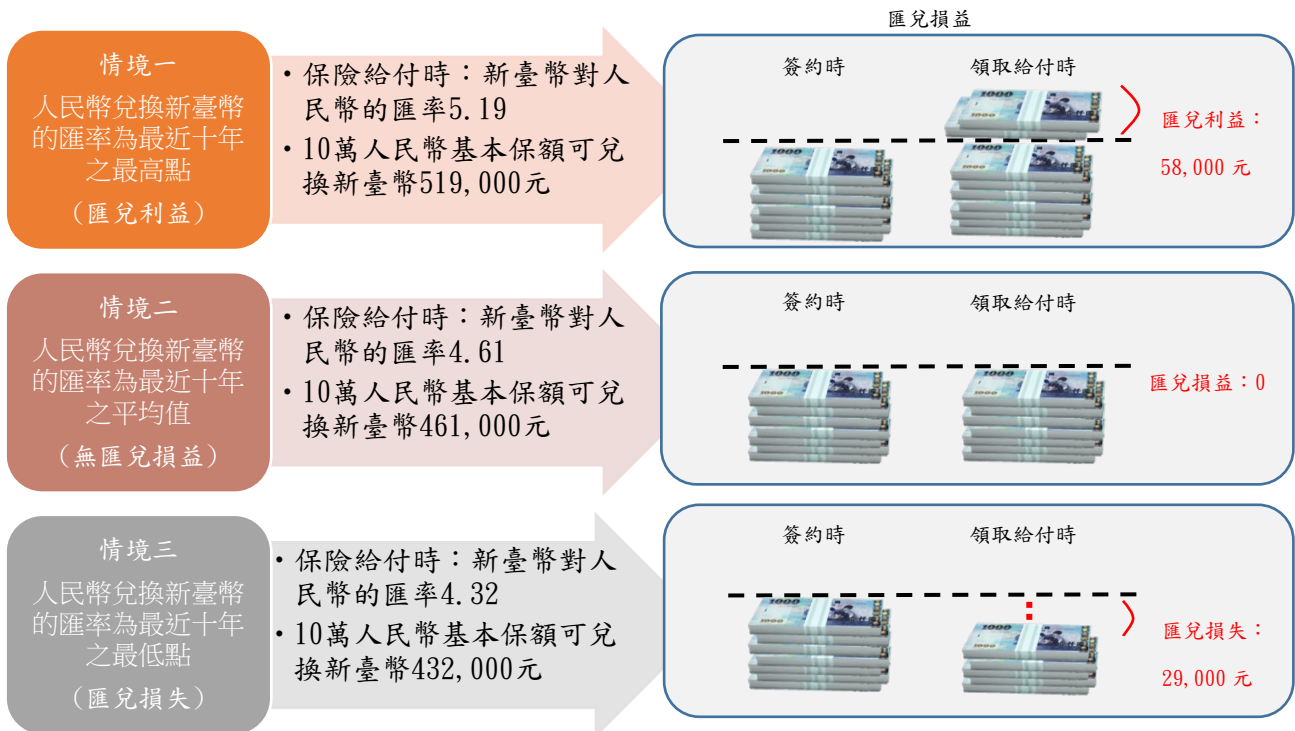 匯兌損益
情境一
人民幣兌換新臺幣
的匯率為最近十年
之最高點
（匯兌利益）
・保險給付時：新臺幣對人
民幣的匯率5.19
・10萬人民幣基本保額可兌
換新臺幣519,000元
簽約時
領取給付時
匯兌利益：
58,000 元
情境二
人民幣兌換新臺幣
的匯率為最近十年
之平均值
（無匯兌損益）
・保險給付時：新臺幣對人
民幣的匯率4.61
・10萬人民幣基本保額可兌
換新臺幣461,000元
簽約時
領取給付時
匯兌損益：0
情境三
人民幣兌換新臺幣
的匯率為最近十年
之最低點
（匯兌損失）
・保險給付時：新臺幣對人
民幣的匯率4.32
・10萬人民幣基本保額可兌
換新臺幣432,000元
簽約時
領取給付時
匯兌損失：
29,000 元